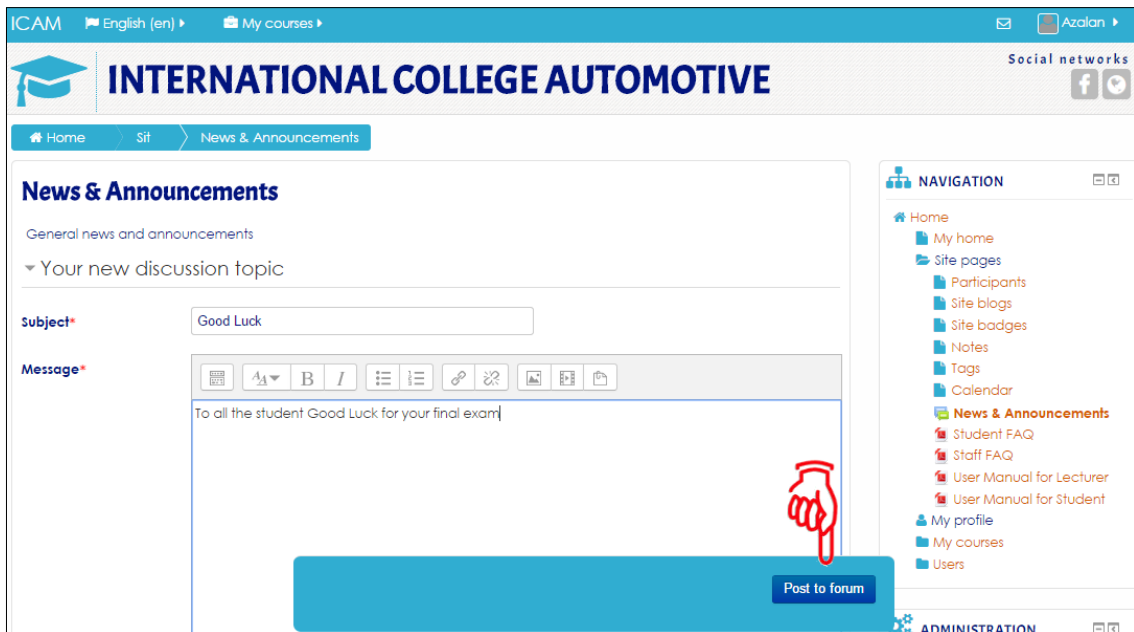 ICAM English (en) My courses Azalan
INTERNATIONAL COLLEGE AUTOMOTIVE
Social networks
Home Sit News & Announcements
News & Announcements
General news and announcements
Your new discussion topic
Subject* Good Luck
Message*
To all the student Good Luck for your final exam
Post to forum
NAVIGATION
Home
My home
Site pages
Participants
Site blogs
Site badges
Notes
Tags
Calendar
News & Announcements
Student FAQ
Staff FAQ
User Manual for Lecturer
User Manual for Student
My profile
My courses
Users
ADMINISTRATION